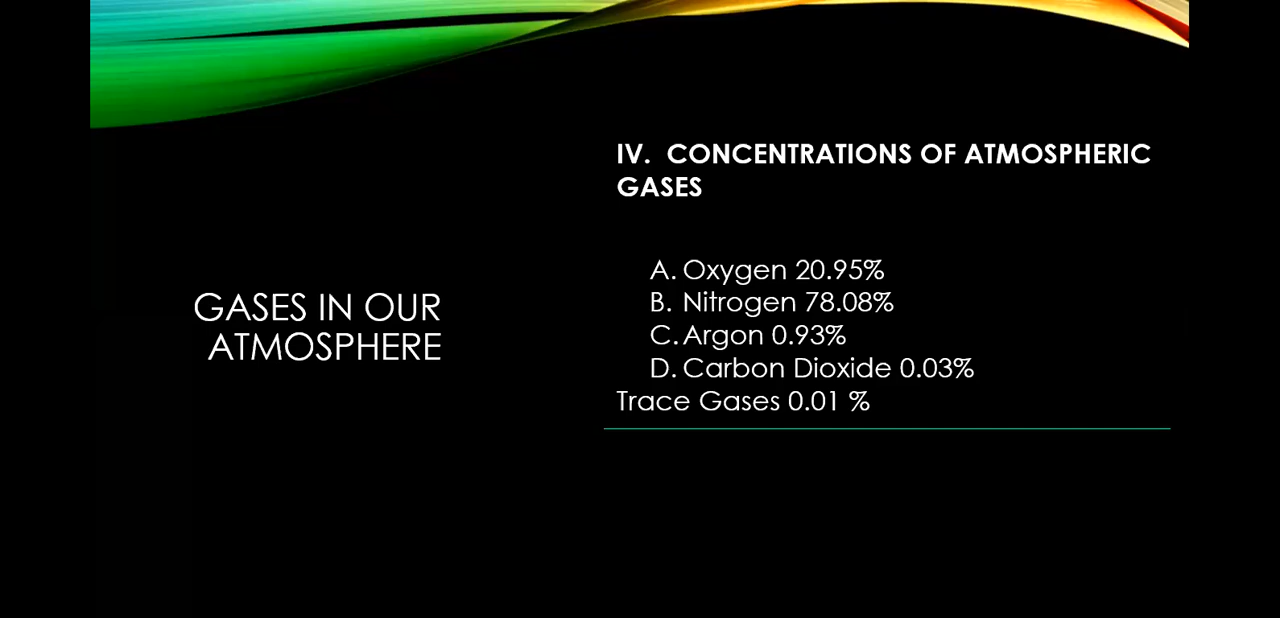 GASES IN OUR
ATMOSPHERE
IV. CONCENTRATIONS OF ATMOSPHERIC
GASES
A. Oxygen 20.95%
B. Nitrogen 78.08%
C. Argon 0.93%
D. Carbon Dioxide 0.03%
Trace Gases 0.01 %